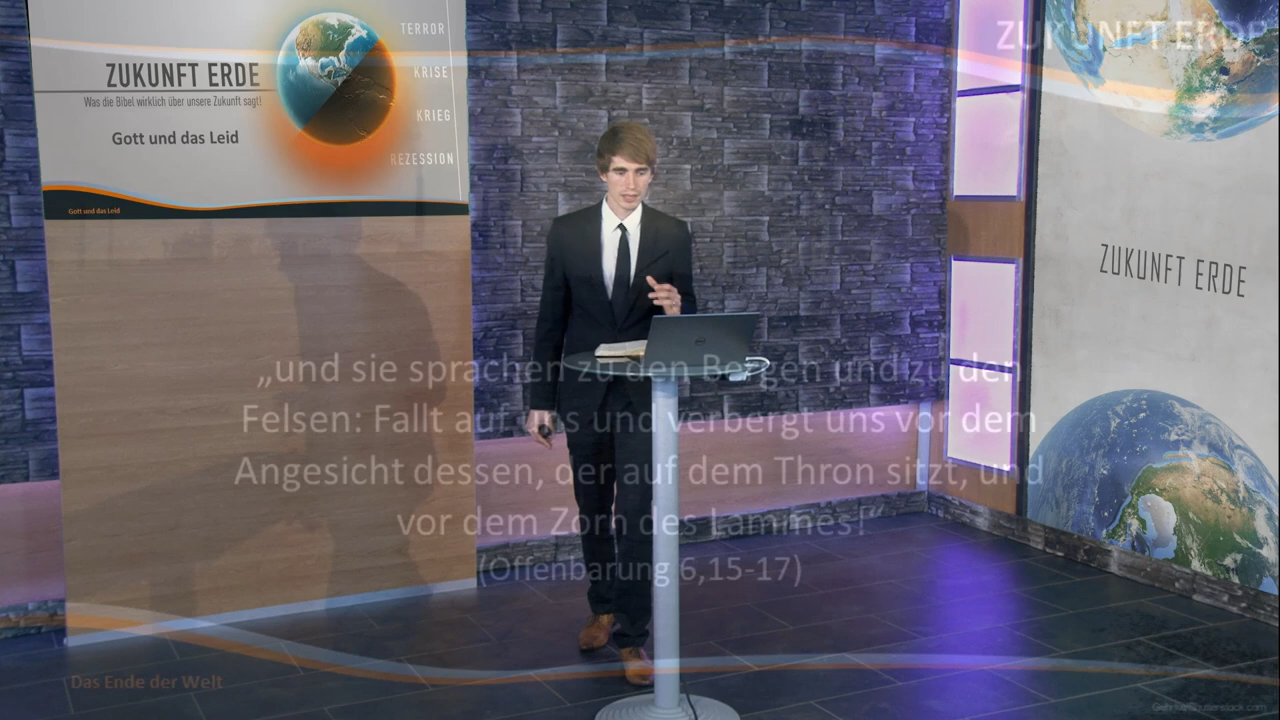 TERROR
ZUKUNFT ERDE
Was die Bibel wirklich über unsere Zukunft sagt!
KRISE
Gott und das Leid
KRIEG
REZESSION
Gott und das Leid
ZUKUNFT ERDE
ZUKUNFT ERDE
„und sie sprachen zu den Bergen und zu den
Felsen: Fallt auf uns und verbergt uns vor dem
Angesicht dessen, der auf dem Thron sitzt, und
vor dem Zorn des Lammes!“
(Offenbarung 6,15-17)
Das Ende der Welt